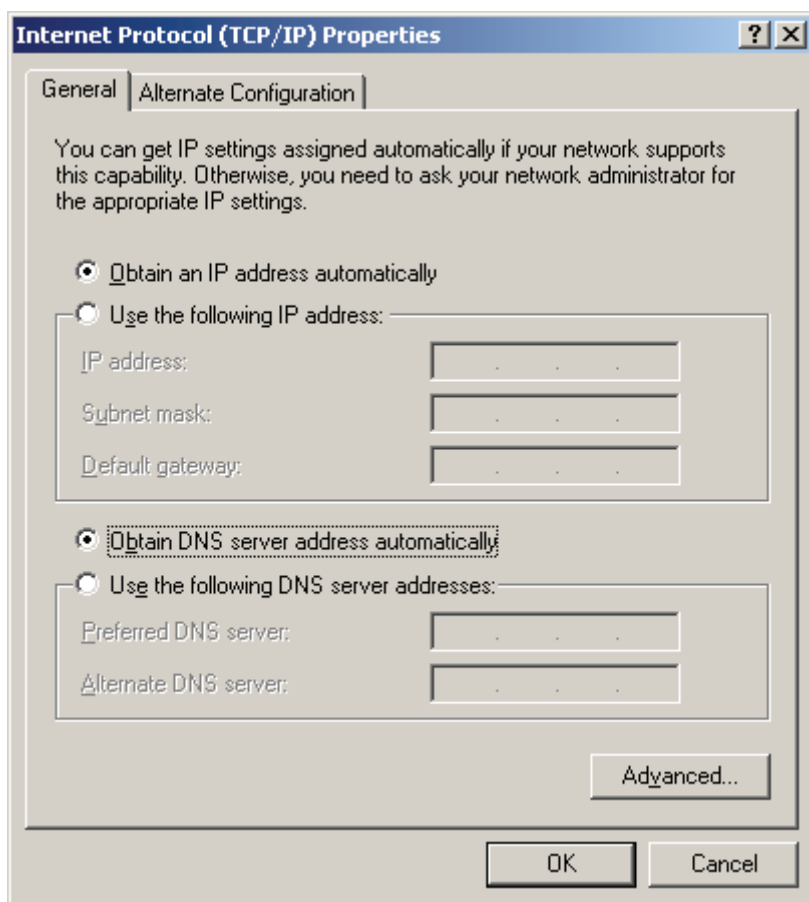 Internet Protocol (TCP/IP) Properties
General
Alternate Configuration
You can get IP settings assigned automatically if your network supports
this capability. Otherwise, you need to ask your network administrator for
the appropriate IP settings.
Obtain an IP address automatically
Use the following IP address:
IP address:
Subnet mask:
Default gateway:
Obtain DNS server address automatically
Use the following DNS server addresses:
Preferred DNS server:
Alternate DNS server:
Advanced...
OK
Cancel